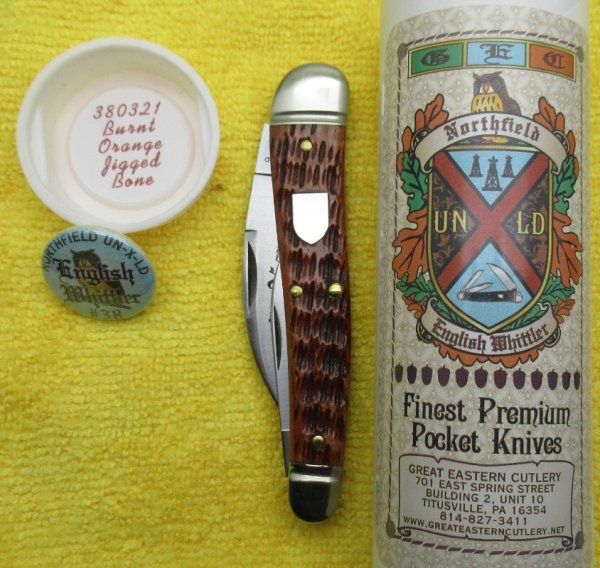 380321
Burnt
Orange
Jigged
Bone
NORTHFIELD UN-X-LD
English
Whittler
#38
G E C
Northfield
UN LD
English Whittler
Finest Premium
Pocket Knives
GREAT EASTERN CUTLERY
701 EAST SPRING STREET
BUILDING 2, UNIT 10
TITUSVILLE, PA 16354
814-827-3411
WWW.GREATEASTERNCUTLERY.NET